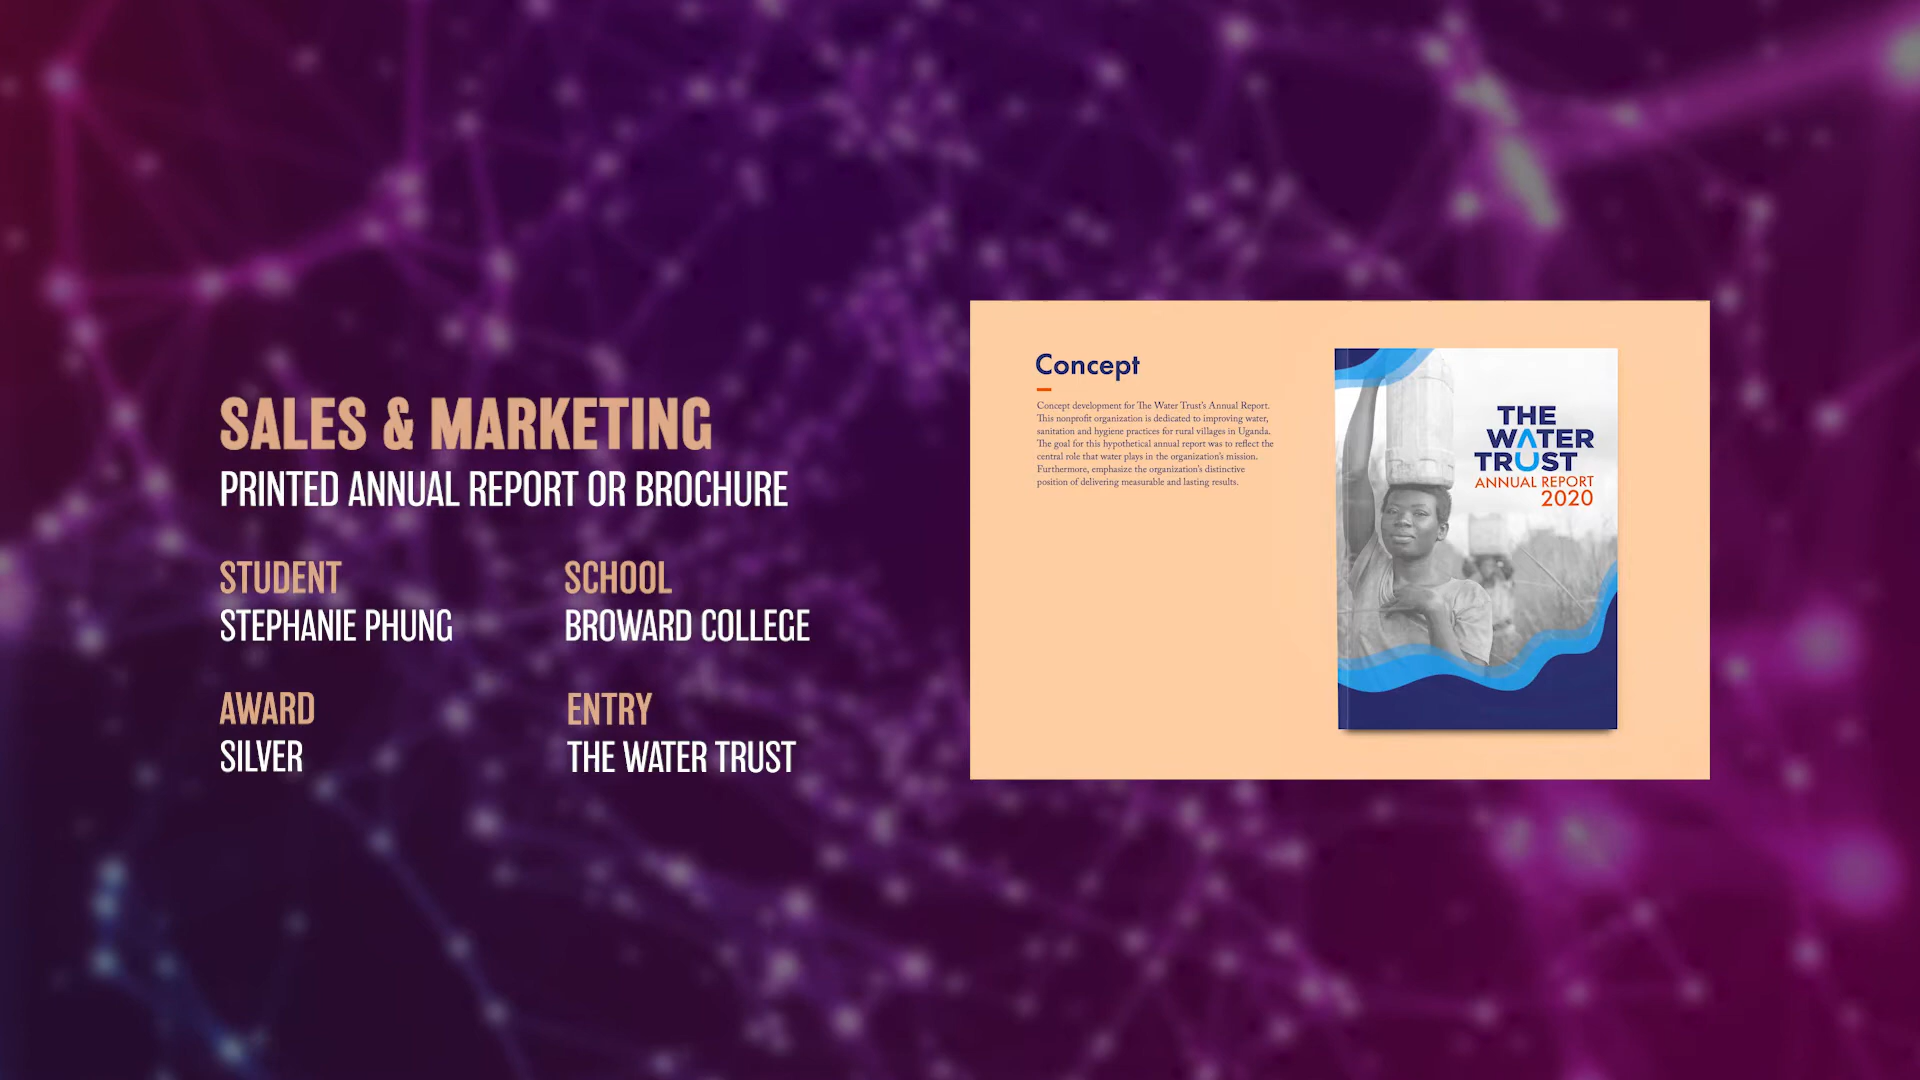 SALES & MARKETING
PRINTED ANNUAL REPORT OR BROCHURE
STUDENT
STEPHANIE PHUNG
SCHOOL
BROWARD COLLEGE
AWARD
SILVER
ENTRY
THE WATER TRUST
Concept
Concept development for The Water Trust's Annual Report.
This nonprofit organization is dedicated to improving water,
sanitation and hygiene practices for rural villages in Uganda.
The goal for this hypothetical annual report was to reflect the
central role that water plays in the organization's mission.
Furthermore, emphasize the organization's distinctive
position of delivering measurable and lasting results.
THE
WATER
TRUST
ANNUAL REPORT
2020